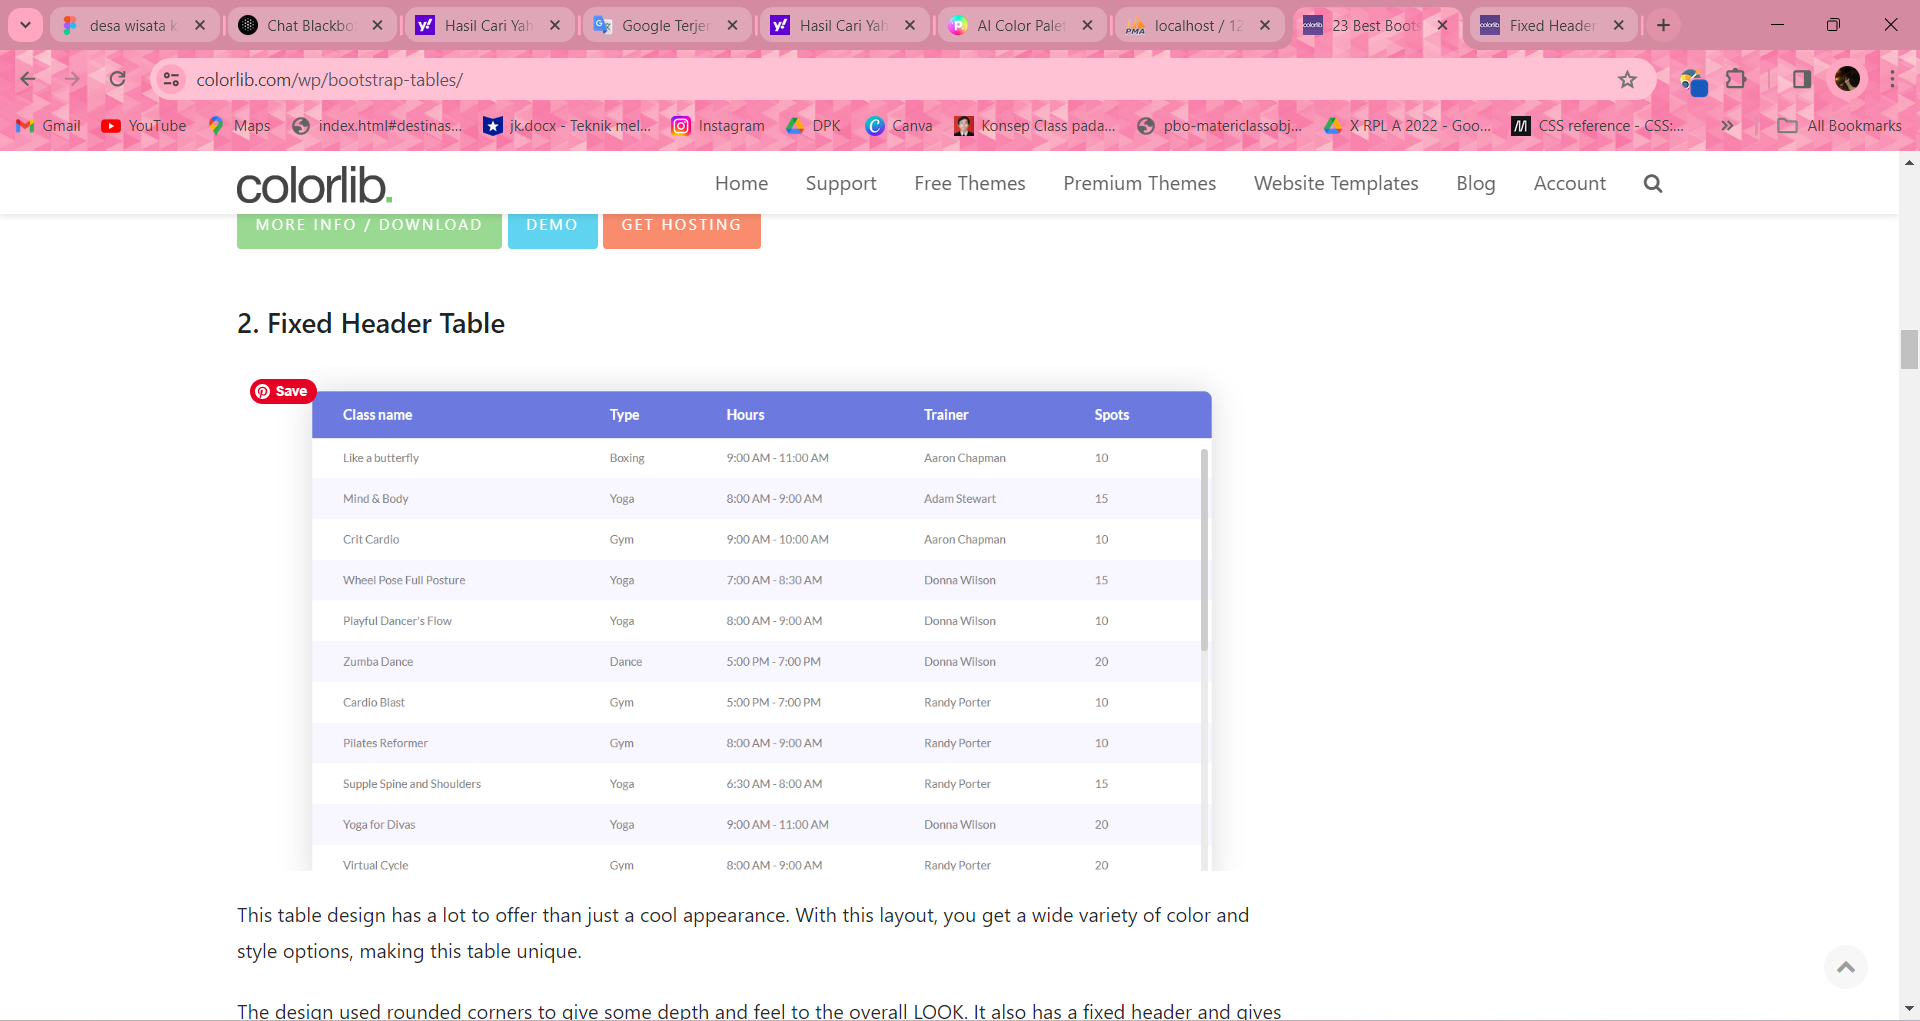 desa wisata k
Chat Blackbo
Hasil Cari Yah
Google Terjer
Hasil Cari Yah
AI Color Palet
PMA
localhost / 12
colorlib
23 Best Boots
colorlib
Fixed Header
colorlib.com/wp/bootstrap-tables/
Gmail
YouTube
Maps
index.html#destinas...
jk.docx - Teknik mel...
Instagram
DPK
Canva
Konsep Class pada...
pbo-matericlassobj...
X RPL A 2022 - Goo...
CSS reference - CSS:...
All Bookmarks
colorlib.
Home Support Free Themes Premium Themes Website Templates Blog Account
MORE INFO / DOWNLOAD DEMO GET HOSTING
2. Fixed Header Table
Save
Class name Type Hours Trainer Spots
Like a butterfly Boxing 9:00 AM - 11:00 AM Aaron Chapman 10
Mind & Body Yoga 8:00 AM - 9:00 AM Adam Stewart 15
Crit Cardio Gym 9:00 AM - 10:00 AM Aaron Chapman 10
Wheel Pose Full Posture Yoga 7:00 AM - 8:30 AM Donna Wilson 15
Playful Dancer's Flow Yoga 8:00 AM - 9:00 AM Donna Wilson 10
Zumba Dance Dance 5:00 PM - 7:00 PM Donna Wilson 20
Cardio Blast Gym 5:00 PM - 7:00 PM Randy Porter 10
Pilates Reformer Gym 8:00 AM - 9:00 AM Randy Porter 10
Supple Spine and Shoulders Yoga 6:30 AM - 8:00 AM Randy Porter 15
Yoga for Divas Yoga 9:00 AM - 11:00 AM Donna Wilson 20
Virtual Cycle Gym 8:00 AM - 9:00 AM Randy Porter 20
This table design has a lot to offer than just a cool appearance. With this layout, you get a wide variety of color and
style options, making this table unique.
The design used rounded corners to give some depth and feel to the overall LOOK. It also has a fixed header and gives